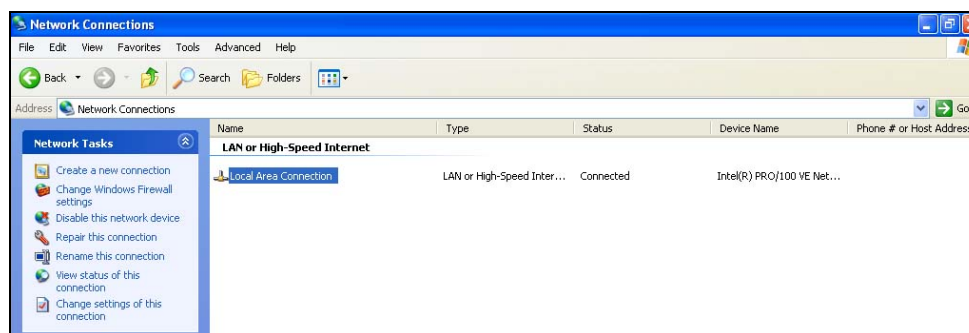 Network Connections
File Edit View Favorites Tools Advanced Help
Back Search Folders
Address Network Connections Go
Name Type Status Device Name Phone # or Host Address
Network Tasks
LAN or High-Speed Internet
Create a new connection
Local Area Connection LAN or High-Speed Inter... Connected Intel(R) PRO/100 VE Net...
Change Windows Firewall
settings
Disable this network device
Repair this connection
Rename this connection
View status of this
connection
Change settings of this
connection